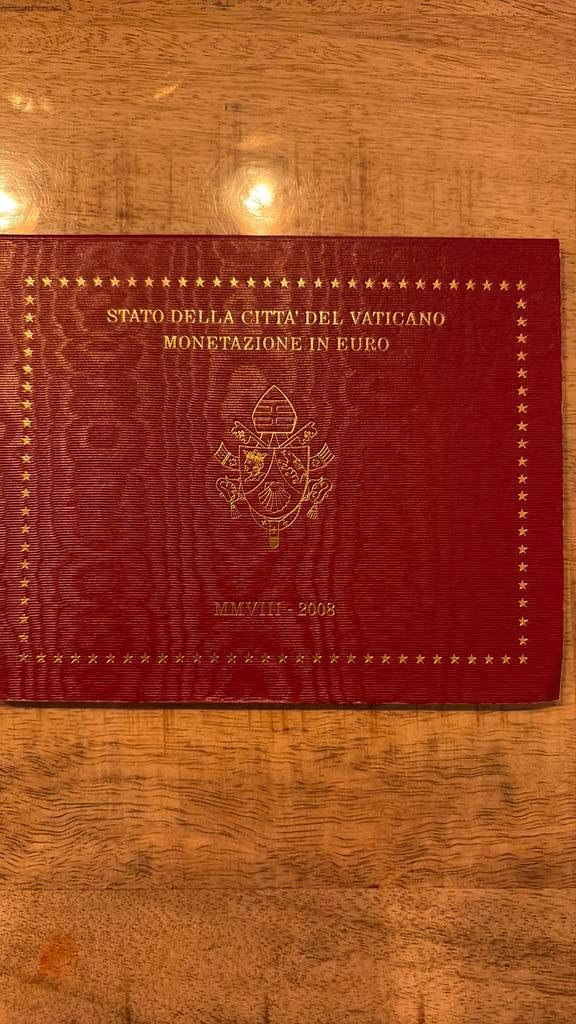 STATO DELLA CITTA' DEL VATICANO
MONETAZIONE IN EURO
MMVIII - 2008